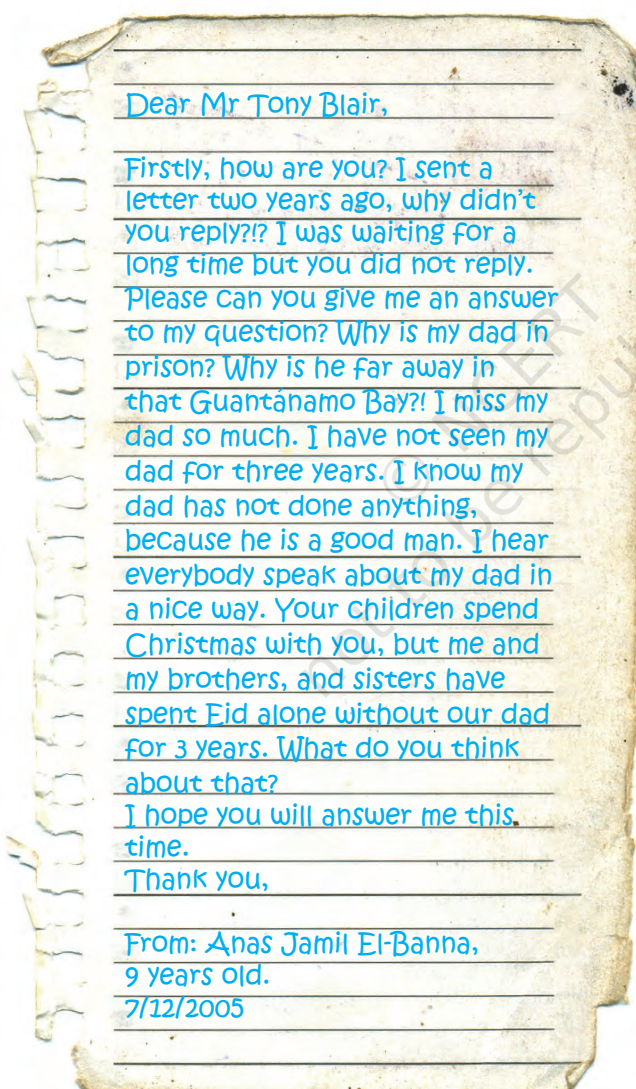 Dear Mr Tony Blair,
Firstly, how are you? I sent a
letter two years ago, why didn't
you reply?!? I was waiting for a
long time but you did not reply.
Please can you give me an answer
to my question? Why is my dad in
prison? Why is he far away in
that Guantánamo Bay?! I miss my
dad so much. I have not seen my
dad for three years. I know my
dad has not done anything,
because he is a good man. I hear
everybody speak about my dad in
a nice way. Your children spend
Christmas with you, but me and
my brothers, and sisters have
spent Eid alone without our dad
for 3 years. What do you think
about that?
I hope you will answer me this
time.
Thank you,
From: Anas Jamil El-Banna,
9 years old.
7/12/2005
© NCERT
not to be